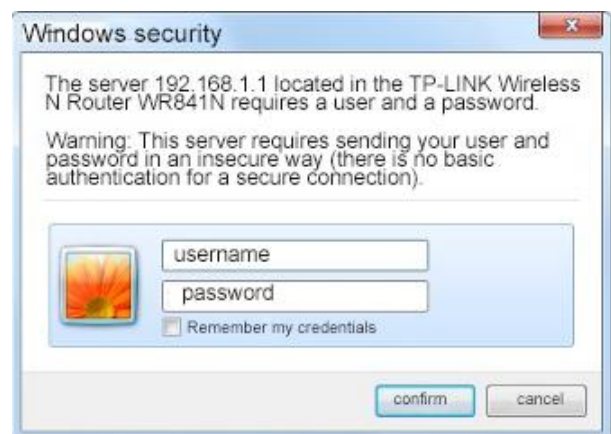 Windows security
The server 192.168.1.1 located in the TP-LINK Wireless
N Router WR841N requires a user and a password.
Warning: This server requires sending your user and
password in an insecure way (there is no basic
authentication for a secure connection).
username
password
Remember my credentials
confirm
cancel